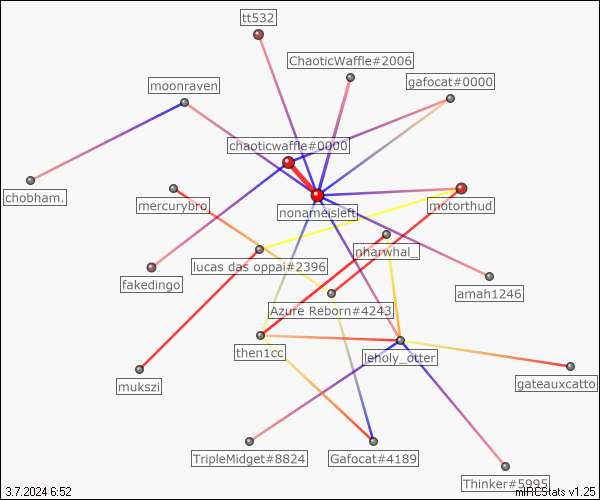 tt532
ChaoticWaffle#2006
gafocat#0000
moonraven
chaoticwaffle#0000
chobham.
mercurybro
nonameisleft
motorthud
nharwhal_
lucas das oppai#2396
fakedingo
amah1246
Azure Reborn#4243
then1cc
leholy_otter
mukszi
gateauxcatto
TripleMidget#8824
Gafocat#4189
Thinker#5995
3.7.2024 6:52
mIRCStats v1.25